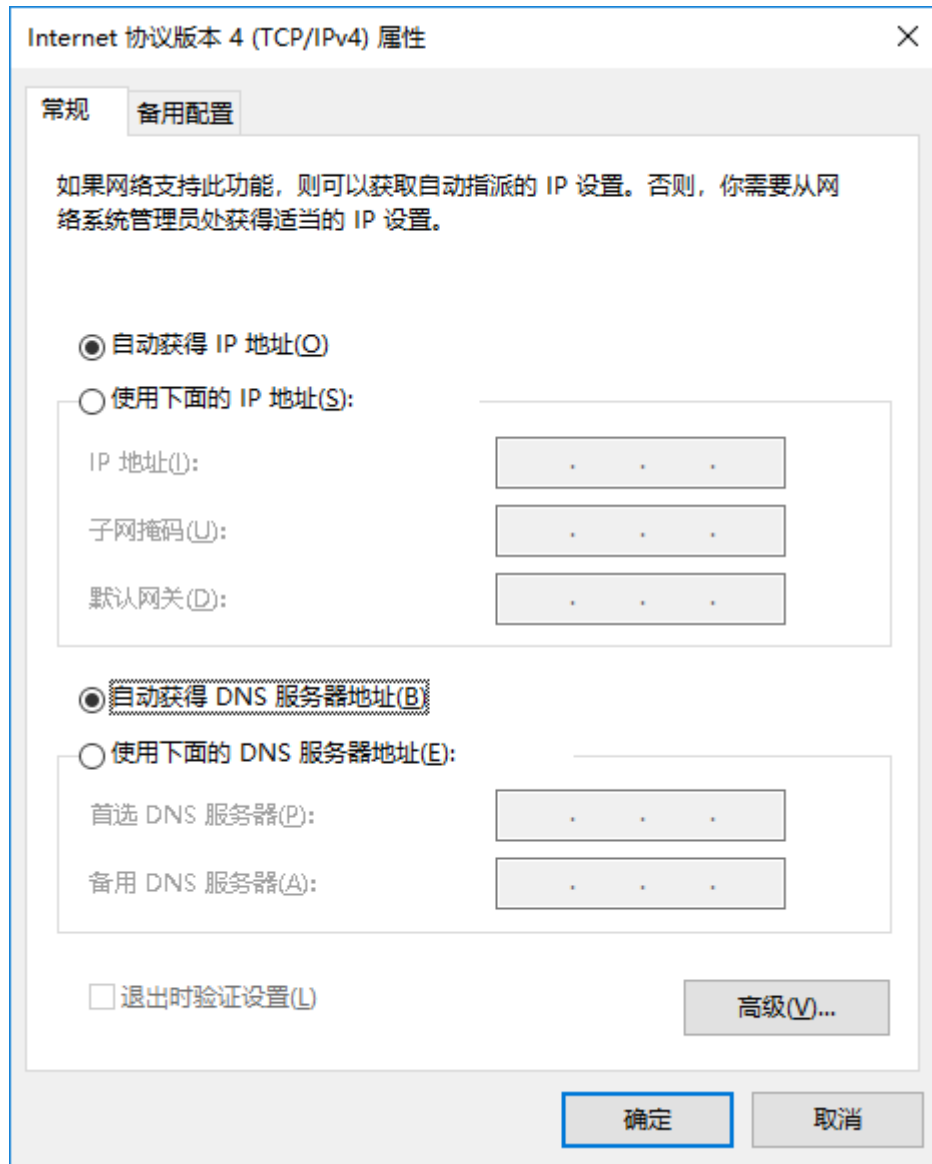 Internet 协议版本 4 (TCP/IPv4) 属性
常规
备用配置
如果网络支持此功能，则可以获取自动指派的 IP 设置。否则，你需要从网
络系统管理员处获得适当的 IP 设置。
自动获得 IP 地址(O)
使用下面的 IP 地址(S):
IP 地址(I):
子网掩码(U):
默认网关(D):
自动获得 DNS 服务器地址(B)
使用下面的 DNS 服务器地址(E):
首选 DNS 服务器(P):
备用 DNS 服务器(A):
退出时验证设置(L)
高级(V)...
确定
取消